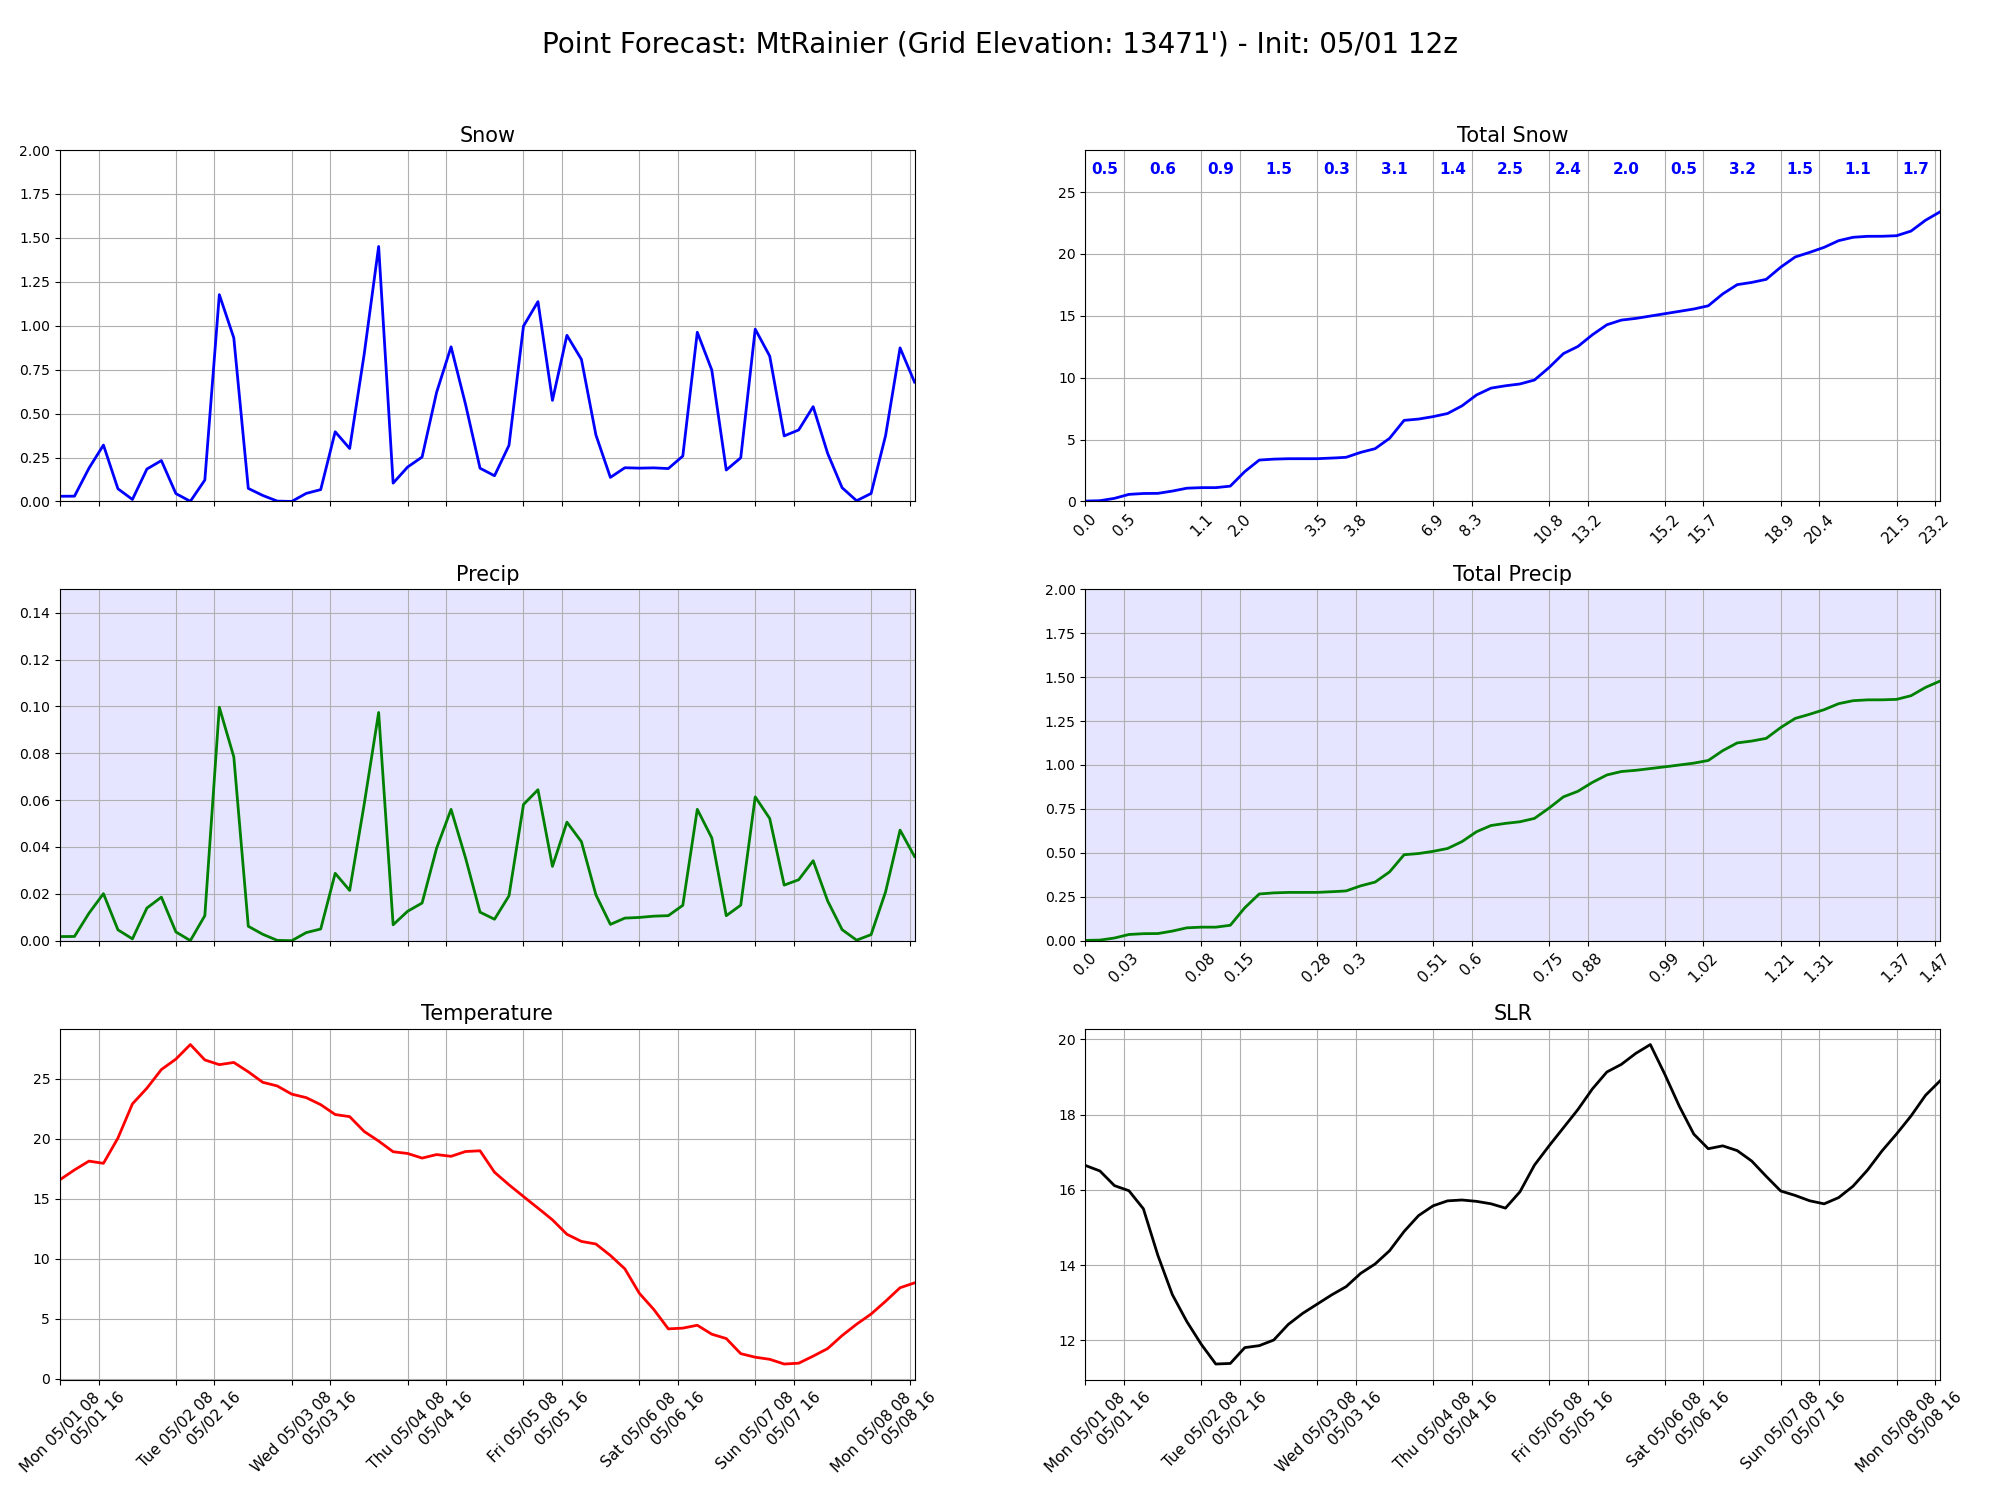 Point Forecast: MtRainier (Grid Elevation: 13471') - Init: 05/01 12z
Snow
2.00
1.75
1.50
1.25
1.00
0.75
0.50
0.25
0.00
Total Snow
0.5 0.6 0.9 1.5 0.3 3.1 1.4 2.5 2.4 2.0 0.5 3.2 1.5 1.1 1.7
25
20
15
10
5
0
0.0 0.5 1.1 2.0 3.5 3.8 6.9 8.3 10.8 13.2 15.2 15.7 18.9 20.4 21.5 23.2
Precip
0.14
0.12
0.10
0.08
0.06
0.04
0.02
0.00
Total Precip
2.00
1.75
1.50
1.25
1.00
0.75
0.50
0.25
0.00
0.0 0.03 0.08 0.15 0.28 0.3 0.51 0.6 0.75 0.88 0.99 1.02 1.21 1.31 1.37 1.47
Temperature
25
20
15
10
5
0
Mon 05/01 08
05/01 16
Tue 05/02 08
05/02 16
Wed 05/03 08
05/03 16
Thu 05/04 08
05/04 16
Fri 05/05 08
05/05 16
Sat 05/06 08
05/06 16
Sun 05/07 08
05/07 16
Mon 05/08 08
05/08 16
SLR
20
18
16
14
12
Mon 05/01 08
05/01 16
Tue 05/02 08
05/02 16
Wed 05/03 08
05/03 16
Thu 05/04 08
05/04 16
Fri 05/05 08
05/05 16
Sat 05/06 08
05/06 16
Sun 05/07 08
05/07 16
Mon 05/08 08
05/08 16